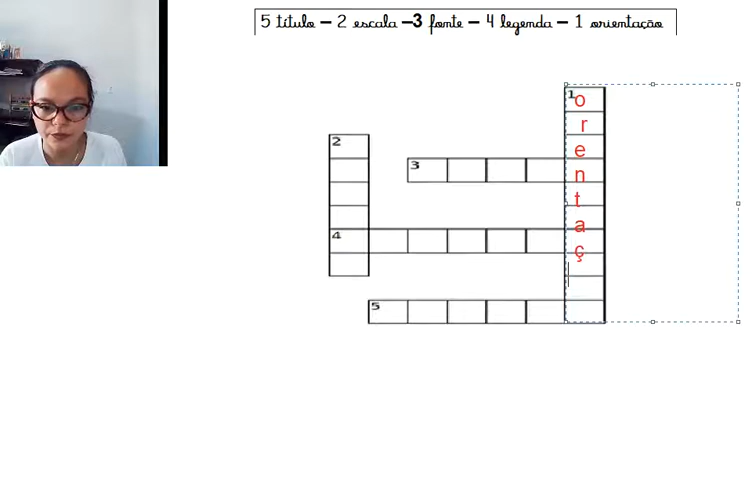 5 título – 2 escala –3 fonte – 4 legenda – 1 orientação
1
o
r
2
e
3
n
t
a
4
ç
5